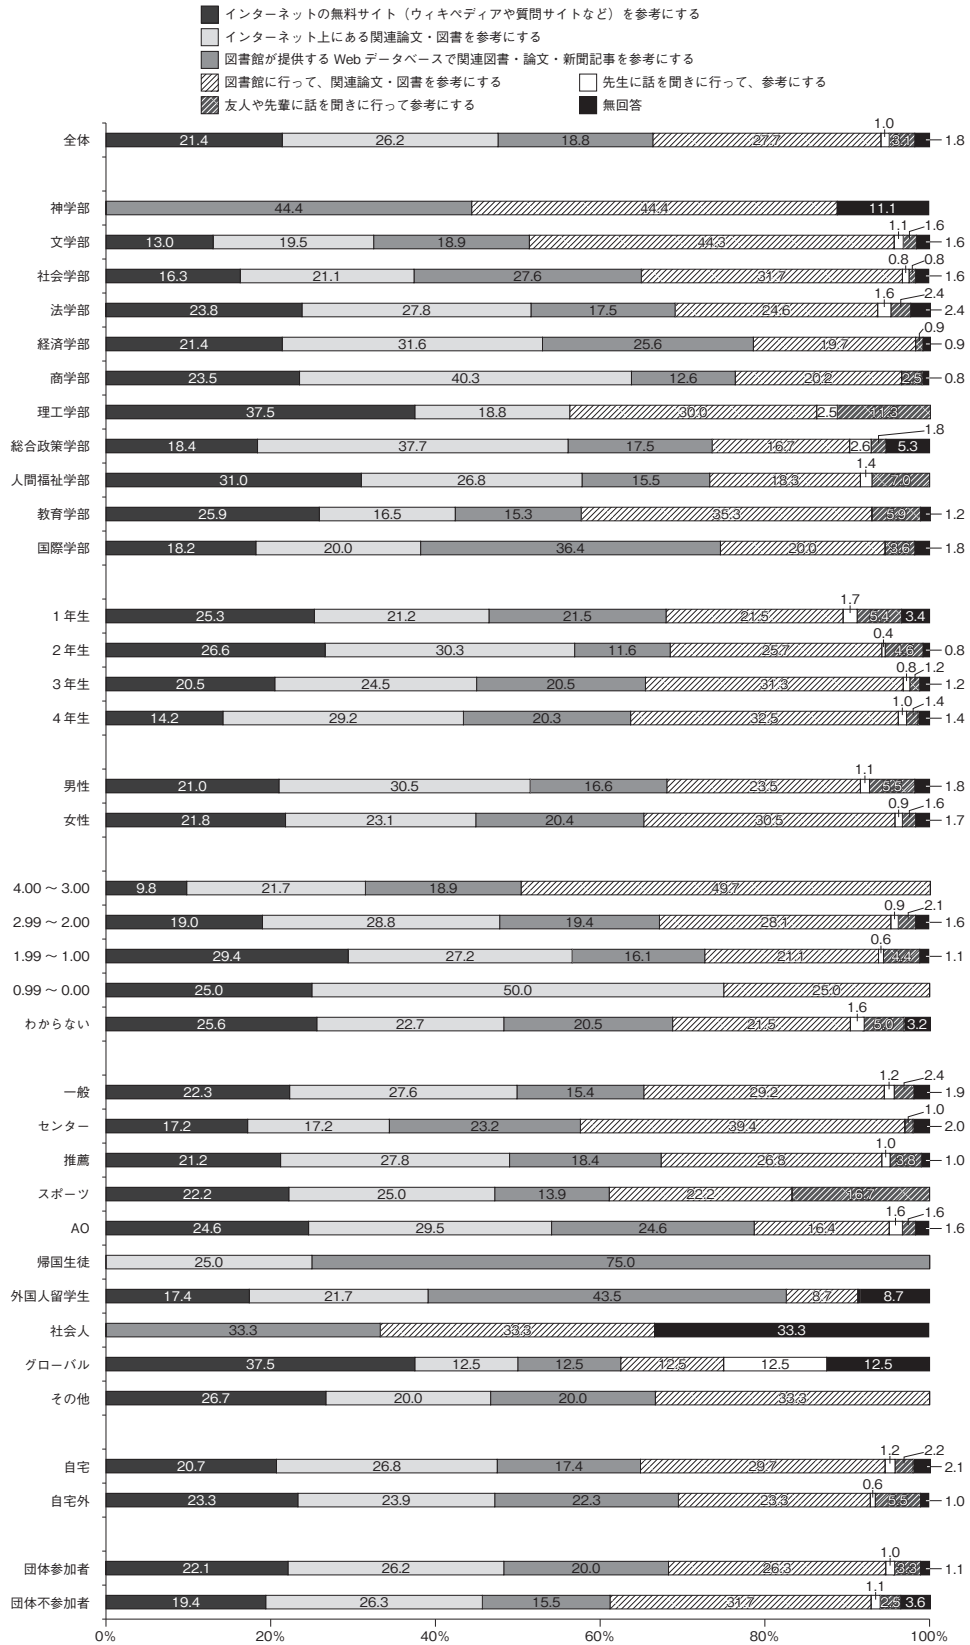 インターネットの無料サイト（ウィキペディアや質問サイトなど）を参考にする
インターネット上にある関連論文・図書を参考にする
図書館が提供する Web データベースで関連図書・論文・新聞記事を参考にする
図書館に行って、関連論文・図書を参考にする 先生に話を聞きに行って、参考にする
友人や先輩に話を聞きに行って参考にする 無回答
全体 21.4 26.2 18.8 27.7 1.0 3.1 1.8
神学部 44.4 44.4 11.1
文学部 13.0 19.5 18.9 44.3 1.1 1.6 1.6
社会学部 16.3 21.1 27.6 31.7 0.8 0.8 1.6
法学部 23.8 27.8 17.5 24.6 1.6 2.4 2.4
経済学部 21.4 31.6 25.6 19.7 0.9 0.9
商学部 23.5 40.3 12.6 20.2 2.5 0.8
理工学部 37.5 18.8 30.0 2.5 11.3
総合政策学部 18.4 37.7 17.5 16.7 2.6 1.8 5.3
人間福祉学部 31.0 26.8 15.5 18.3 1.4 7.0
教育学部 25.9 16.5 15.3 35.3 5.9 1.2
国際学部 18.2 20.0 36.4 20.0 3.6 1.8
1 年生 25.3 21.2 21.5 21.5 1.7 5.4 3.4
2 年生 26.6 30.3 11.6 25.7 0.4 4.6 0.8
3 年生 20.5 24.5 20.5 31.3 0.8 1.2 1.2
4 年生 14.2 29.2 20.3 32.5 1.0 1.4 1.4
男性 21.0 30.5 16.6 23.5 1.1 5.5 1.8
女性 21.8 23.1 20.4 30.5 0.9 1.6 1.7
4.00 ～ 3.00 9.8 21.7 18.9 49.7
2.99 ～ 2.00 19.0 28.8 19.4 28.1 0.9 2.1 1.6
1.99 ～ 1.00 29.4 27.2 16.1 21.1 0.6 4.4 1.1
0.99 ～ 0.00 25.0 50.0 25.0
わからない 25.6 22.7 20.5 21.5 1.6 5.0 3.2
一般 22.3 27.6 15.4 29.2 1.2 2.4 1.9
センター 17.2 17.2 23.2 39.4 1.0 2.0
推薦 21.2 27.8 18.4 26.8 1.0 3.8 1.0
スポーツ 22.2 25.0 13.9 22.2 16.7
AO 24.6 29.5 24.6 16.4 1.6 1.6 1.6
帰国生徒 25.0 75.0
外国人留学生 17.4 21.7 43.5 8.7 8.7
社会人 33.3 33.3 33.3
グローバル 37.5 12.5 12.5 12.5 12.5 12.5
その他 26.7 20.0 20.0 33.3
自宅 20.7 26.8 17.4 29.7 1.2 2.2 2.1
自宅外 23.3 23.9 22.3 23.3 0.6 5.5 1.0
団体参加者 22.1 26.2 20.0 26.3 1.0 3.3 1.1
団体不参加者 19.4 26.3 15.5 31.7 1.1 2.5 3.6
0% 20% 40% 60% 80% 100%